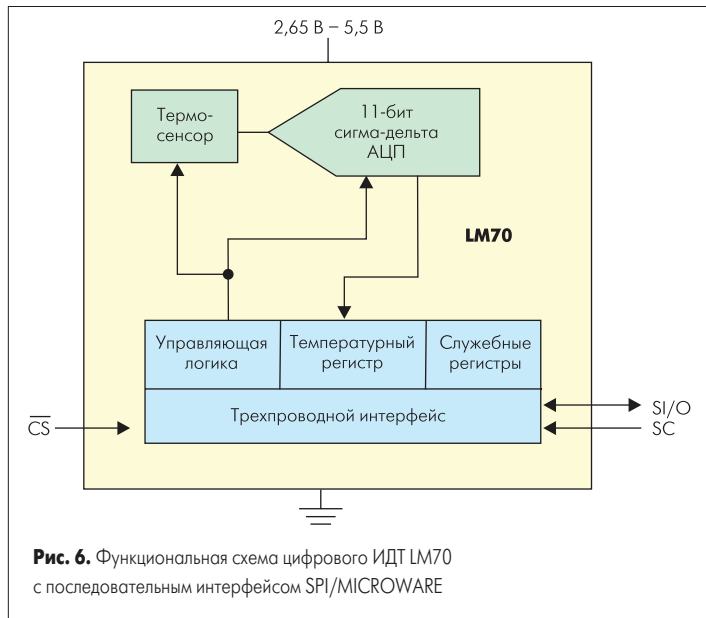 2,65 В – 5,5 В
Термо-
сенсор
11-бит
сигма-дельта
АЦП
LM70
Управляющая
логика
Температурный
регистр
Служебные
регистры
Трехпроводной интерфейс
CS
SI/O
SC
Рис. 6. Функциональная схема цифрового ИДТ LM70
с последовательным интерфейсом SPI/MICROWARE